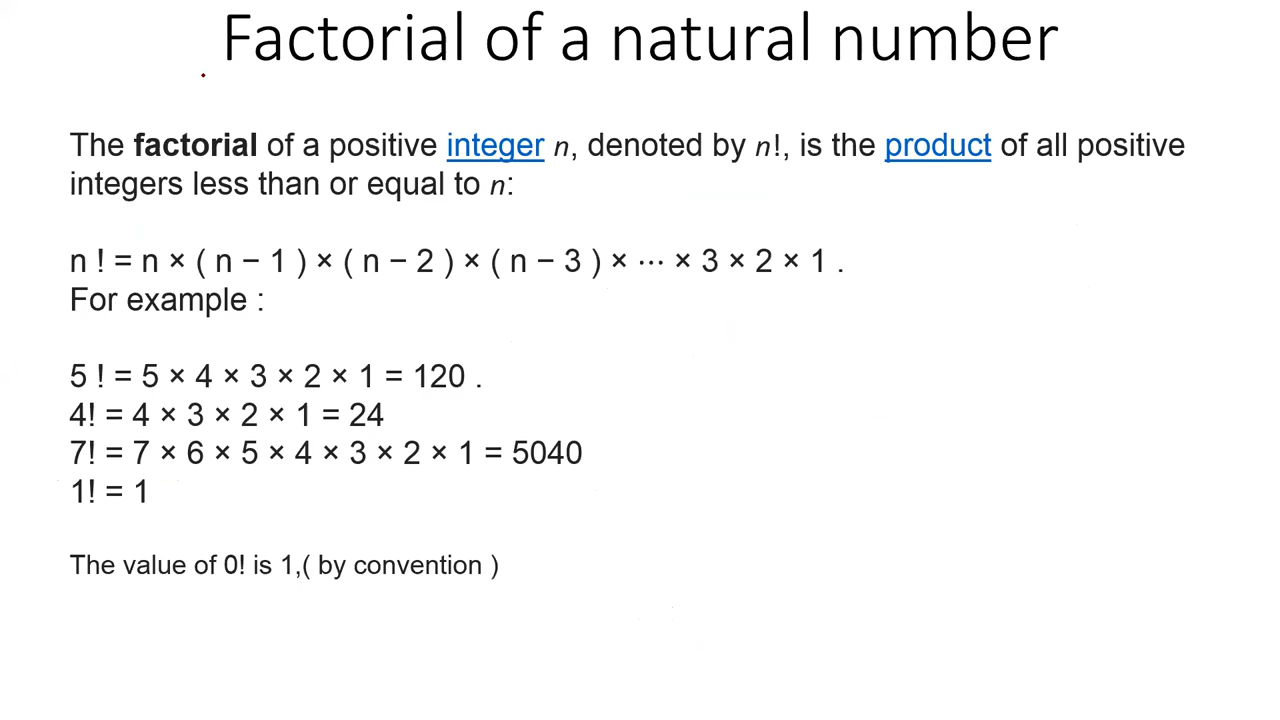 Factorial of a natural number
The factorial of a positive integer n, denoted by n!, is the product of all positive
integers less than or equal to n:
n ! = n × ( n − 1 ) × ( n − 2 ) × ( n − 3 ) × ⋯ × 3 × 2 × 1 .
For example :
5 ! = 5 × 4 × 3 × 2 × 1 = 120 .
4! = 4 × 3 × 2 × 1 = 24
7! = 7 × 6 × 5 × 4 × 3 × 2 × 1 = 5040
1! = 1
The value of 0! is 1,( by convention )